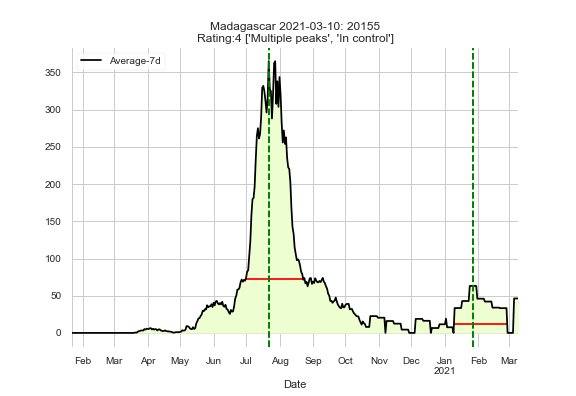 Madagascar 2021-03-10: 20155
Rating:4 ['Multiple peaks', 'In control']
Average-7d
350
300
250
200
150
100
50
0
Feb Mar Apr May Jun Jul Aug Sep Oct Nov Dec Jan Feb Mar
2021
Date